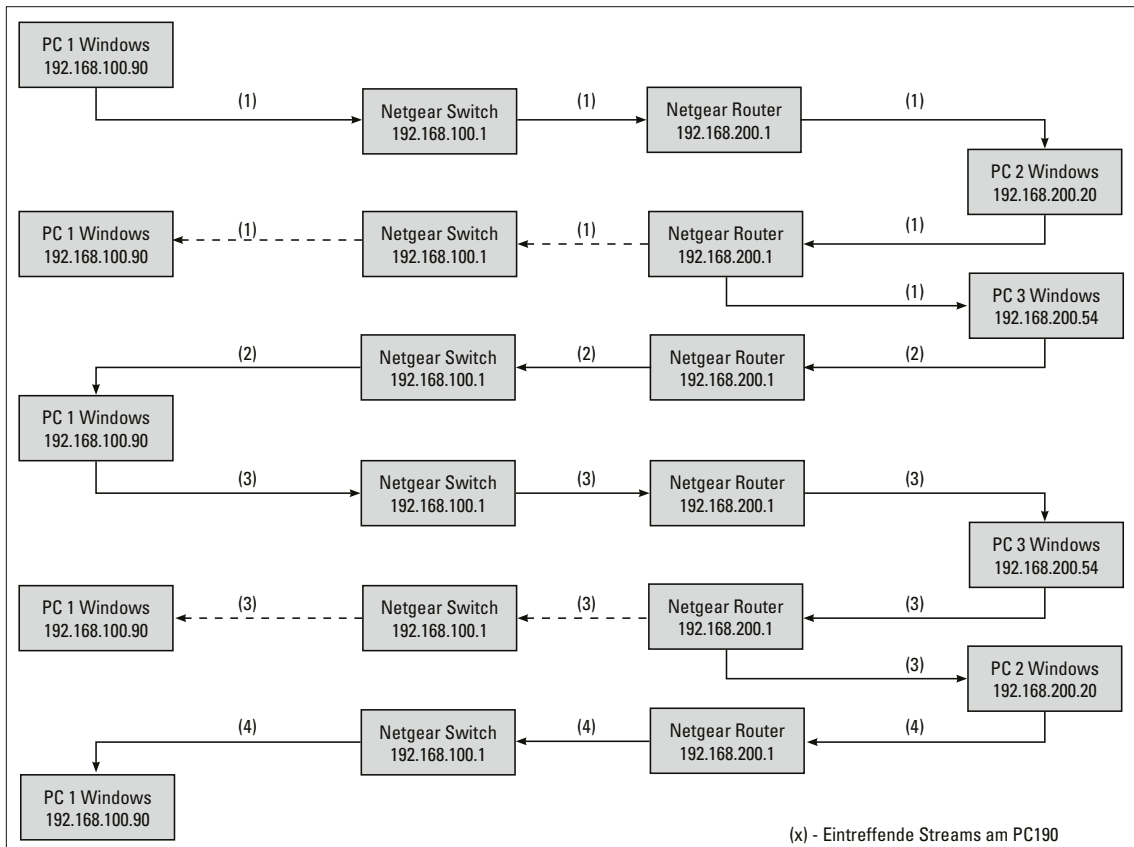 PC 1 Windows
192.168.100.90
(1)
Netgear Switch
192.168.100.1
(1)
Netgear Router
192.168.200.1
(1)
PC 2 Windows
192.168.200.20
PC 1 Windows
192.168.100.90
(1)
Netgear Switch
192.168.100.1
(1)
Netgear Router
192.168.200.1
(1)
(1)
PC 3 Windows
192.168.200.54
(2)
Netgear Switch
192.168.100.1
(2)
Netgear Router
192.168.200.1
(2)
PC 1 Windows
192.168.100.90
(3)
Netgear Switch
192.168.100.1
(3)
Netgear Router
192.168.200.1
(3)
PC 3 Windows
192.168.200.54
PC 1 Windows
192.168.100.90
(3)
Netgear Switch
192.168.100.1
(3)
Netgear Router
192.168.200.1
(3)
(3)
PC 2 Windows
192.168.200.20
(4)
Netgear Switch
192.168.100.1
(4)
Netgear Router
192.168.200.1
(4)
PC 1 Windows
192.168.100.90
(x) - Eintreffende Streams am PC190